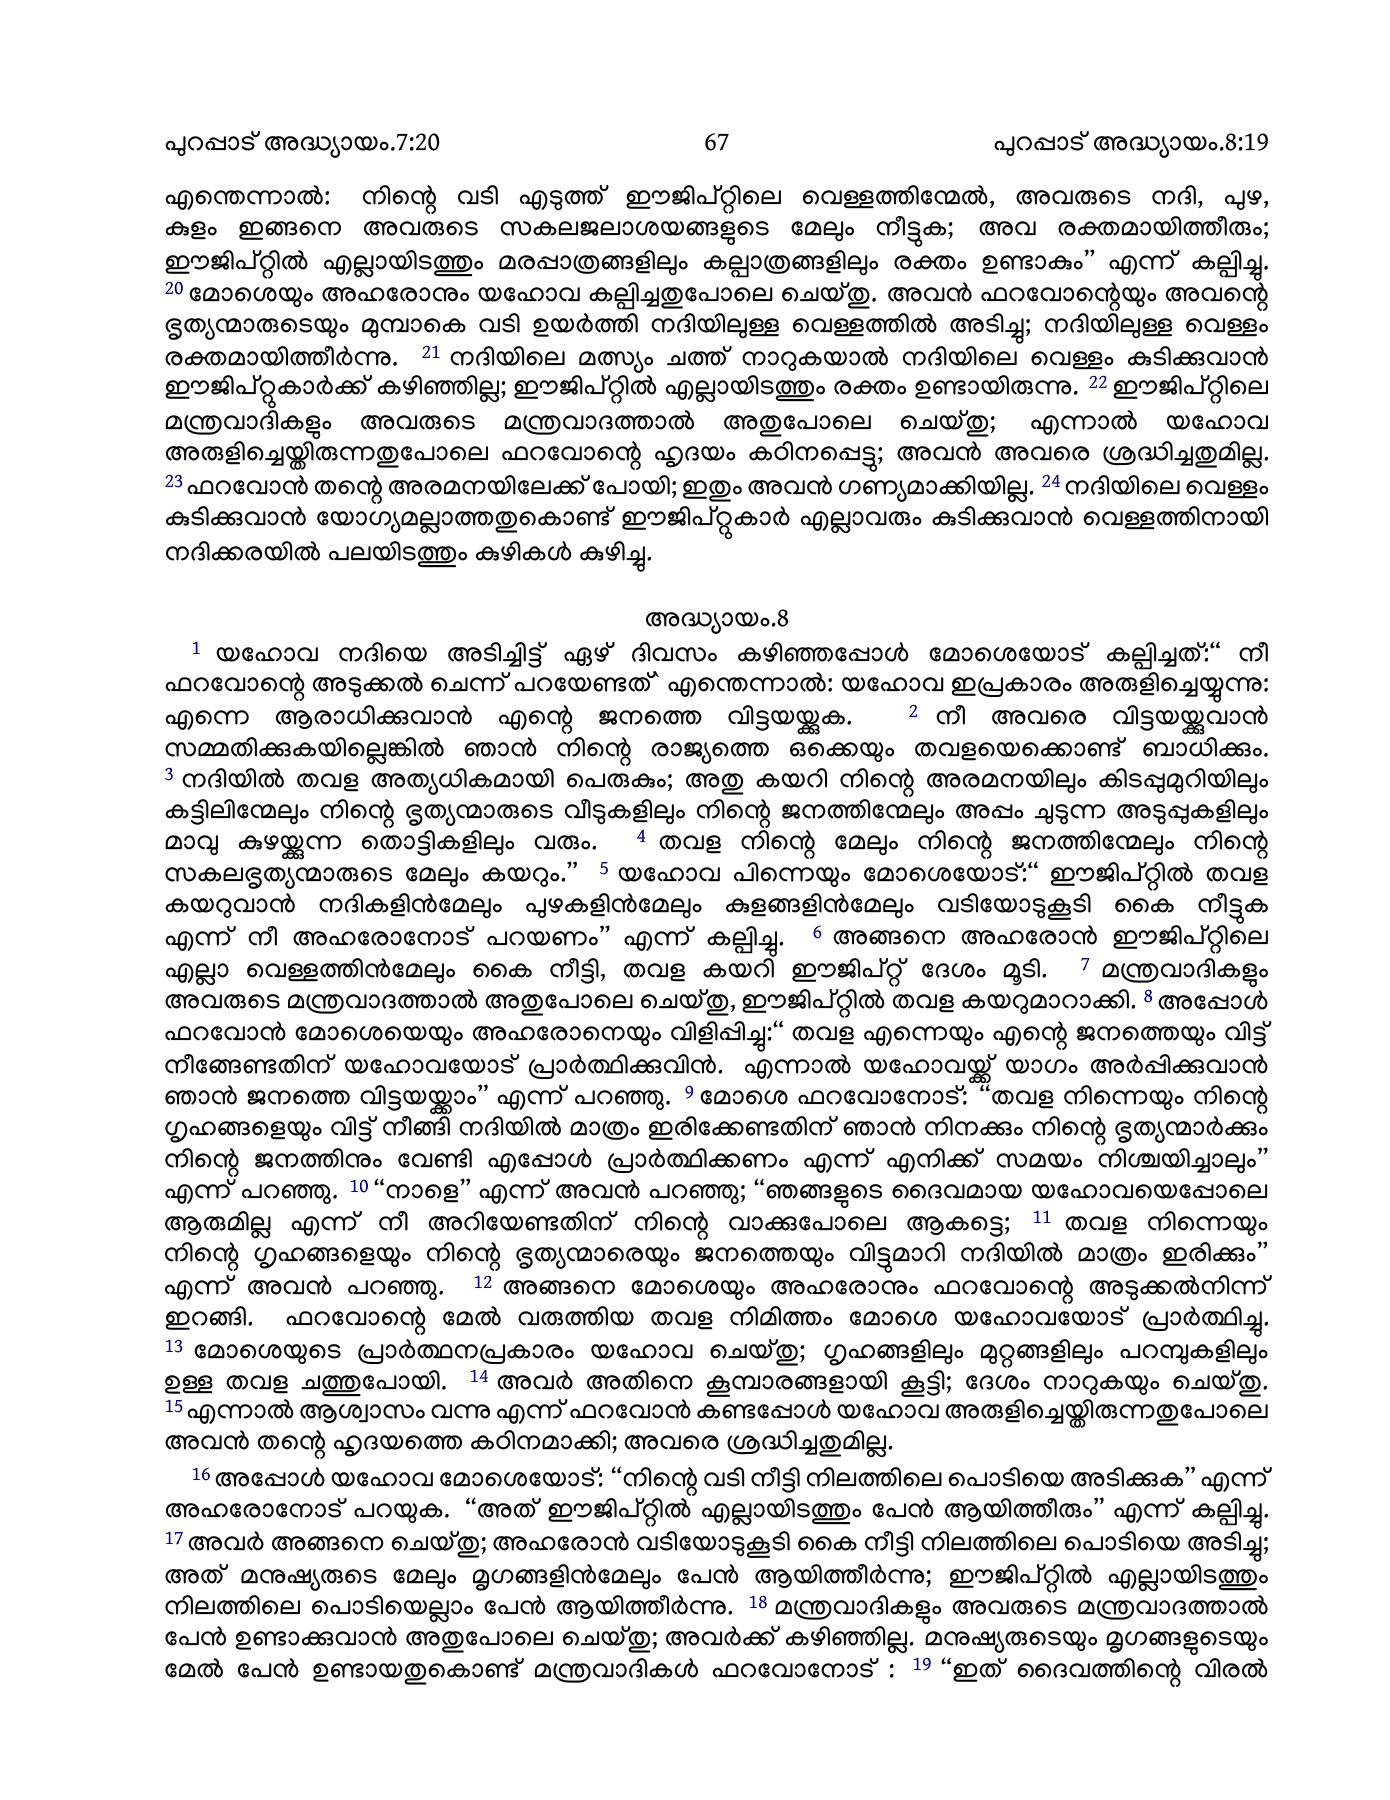 പുറപ്പാട് അദ്ധ്യായം.7:20 67 പുറപ്പാട് അദ്ധ്യായം.8:19
എന്തെന്നാൽ: നിന്റെ വടി എടുത്ത് ഈജിപ്റ്റിലെ വെള്ളത്തിന്മേൽ, അവരുടെ നദി, പുഴ,
കുളം ഇങ്ങനെ അവരുടെ സകലജലാശയങ്ങളുടെ മേലും നീട്ടുക; അവ രക്തമായിത്തീരും;
ഈജിപ്റ്റിൽ എല്ലായിടത്തും മരപ്പാത്രങ്ങളിലും കല്പാത്രങ്ങളിലും രക്തം ഉണ്ടാകും” എന്ന് കല്പിച്ചു.
20 മോശെയും അഹരോനും യഹോവ കല്പിച്ചതുപോലെ ചെയ്തു. അവൻ ഫറവോന്റെയും അവന്റെ
ഭൃത്യന്മാരുടെയും മുമ്പാകെ വടി ഉയർത്തി നദിയിലുള്ള വെള്ളത്തിൽ അടിച്ചു; നദിയിലുള്ള വെള്ളം
രക്തമായിത്തീർന്നു. 21 നദിയിലെ മത്സ്യം ചത്ത് നാറുകയാൽ നദിയിലെ വെള്ളം കുടിക്കുവാൻ
ഈജിപ്റ്റുകാർക്ക് കഴിഞ്ഞില്ല; ഈജിപ്റ്റിൽ എല്ലായിടത്തും രക്തം ഉണ്ടായിരുന്നു. 22 ഈജിപ്റ്റിലെ
മന്ത്രവാദികളും അവരുടെ മന്ത്രവാദത്താൽ അതുപോലെ ചെയ്തു; എന്നാൽ യഹോവ
അരുളിച്ചെയ്തിരുന്നതുപോലെ ഫറവോന്റെ ഹൃദയം കഠിനപ്പെട്ടു; അവൻ അവരെ ശ്രദ്ധിച്ചതുമില്ല.
23 ഫറവോൻ തന്റെ അരമനയിലേക്ക് പോയി; ഇതും അവൻ ഗണ്യമാക്കിയില്ല. 24 നദിയിലെ വെള്ളം
കുടിക്കുവാൻ യോഗ്യമല്ലാത്തതുകൊണ്ട് ഈജിപ്റ്റുകാർ എല്ലാവരും കുടിക്കുവാൻ വെള്ളത്തിനായി
നദിക്കരയിൽ പലയിടത്തും കുഴികൾ കുഴിച്ചു.
അദ്ധ്യായം.8
1 യഹോവ നദിയെ അടിച്ചിട്ട് ഏഴ് ദിവസം കഴിഞ്ഞപ്പോൾ മോശെയോട് കല്പിച്ചത്:“ നീ
ഫറവോന്റെ അടുക്കൽ ചെന്ന് പറയേണ്ടത്` എന്തെന്നാൽ: യഹോവ ഇപ്രകാരം അരുളിച്ചെയ്യുന്നു:
എന്നെ ആരാധിക്കുവാൻ എന്റെ ജനത്തെ വിട്ടയയ്ക്കുക. 2 നീ അവരെ വിട്ടയയ്ക്കുവാൻ
സമ്മതിക്കുകയില്ലെങ്കിൽ ഞാൻ നിന്റെ രാജ്യത്തെ ഒക്കെയും തവളയെക്കൊണ്ട് ബാധിക്കും.
3 നദിയിൽ തവള അത്യധികമായി പെരുകും; അതു കയറി നിന്റെ അരമനയിലും കിടപ്പുമുറിയിലും
കട്ടിലിന്മേലും നിന്റെ ഭൃത്യന്മാരുടെ വീടുകളിലും നിന്റെ ജനത്തിന്മേലും അപ്പം ചുടുന്ന അടുപ്പുകളിലും
മാവു കുഴയ്ക്കുന്ന തൊട്ടികളിലും വരും. 4 തവള നിന്റെ മേലും നിന്റെ ജനത്തിന്മേലും നിന്റെ
സകലഭൃത്യന്മാരുടെ മേലും കയറും.” 5 യഹോവ പിന്നെയും മോശെയോട്:“ ഈജിപ്റ്റിൽ തവള
കയറുവാൻ നദികളിൻമേലും പുഴകളിൻമേലും കുളങ്ങളിൻമേലും വടിയോടുകൂടി കൈ നീട്ടുക
എന്ന് നീ അഹരോനോട് പറയണം” എന്ന് കല്പിച്ചു. 6 അങ്ങനെ അഹരോൻ ഈജിപ്റ്റിലെ
എല്ലാ വെള്ളത്തിൻമേലും കൈ നീട്ടി, തവള കയറി ഈജിപ്റ്റ് ദേശം മൂടി. 7 മന്ത്രവാദികളും
അവരുടെ മന്ത്രവാദത്താൽ അതുപോലെ ചെയ്തു, ഈജിപ്റ്റിൽ തവള കയറുമാറാക്കി. 8 അപ്പോൾ
ഫറവോൻ മോശെയെയും അഹരോനെയും വിളിപ്പിച്ചു:“ തവള എന്നെയും എന്റെ ജനത്തെയും വിട്ട്
നീങ്ങേണ്ടതിന് യഹോവയോട് പ്രാർത്ഥിക്കുവിൻ. എന്നാൽ യഹോവയ്ക്ക് യാഗം അർപ്പിക്കുവാൻ
ഞാൻ ജനത്തെ വിട്ടയയ്ക്കാം” എന്ന് പറഞ്ഞു. 9 മോശെ ഫറവോനോട്: “തവള നിന്നെയും നിന്റെ
ഗൃഹങ്ങളെയും വിട്ട് നീങ്ങി നദിയിൽ മാത്രം ഇരിക്കേണ്ടതിന് ഞാൻ നിനക്കും നിന്റെ ഭൃത്യന്മാർക്കും
നിന്റെ ജനത്തിനും വേണ്ടി എപ്പോൾ പ്രാർത്ഥിക്കണം എന്ന് എനിക്ക് സമയം നിശ്ചയിച്ചാലും”
എന്ന് പറഞ്ഞു. 10 “നാളെ” എന്ന് അവൻ പറഞ്ഞു; “ഞങ്ങളുടെ ദൈവമായ യഹോവയെപ്പോലെ
ആരുമില്ല എന്ന് നീ അറിയേണ്ടതിന് നിന്റെ വാക്കുപോലെ ആകട്ടെ; 11 തവള നിന്നെയും
നിന്റെ ഗൃഹങ്ങളെയും നിന്റെ ഭൃത്യന്മാരെയും ജനത്തെയും വിട്ടുമാറി നദിയിൽ മാത്രം ഇരിക്കും”
എന്ന് അവൻ പറഞ്ഞു. 12 അങ്ങനെ മോശെയും അഹരോനും ഫറവോന്റെ അടുക്കൽനിന്ന്
ഇറങ്ങി. ഫറവോന്റെ മേൽ വരുത്തിയ തവള നിമിത്തം മോശെ യഹോവയോട് പ്രാർത്ഥിച്ചു.
13 മോശെയുടെ പ്രാർത്ഥനപ്രകാരം യഹോവ ചെയ്തു; ഗൃഹങ്ങളിലും മുറ്റങ്ങളിലും പറമ്പുകളിലും
ഉള്ള തവള ചത്തുപോയി. 14 അവർ അതിനെ കൂമ്പാരങ്ങളായി കൂട്ടി; ദേശം നാറുകയും ചെയ്തു.
15 എന്നാൽ ആശ്വാസം വന്നു എന്ന് ഫറവോൻ കണ്ടപ്പോൾ യഹോവ അരുളിച്ചെയ്തിരുന്നതുപോലെ
അവൻ തന്റെ ഹൃദയത്തെ കഠിനമാക്കി; അവരെ ശ്രദ്ധിച്ചതുമില്ല.
16 അപ്പോൾ യഹോവ മോശെയോട്: “നിന്റെ വടി നീട്ടി നിലത്തിലെ പൊടിയെ അടിക്കുക” എന്ന്
അഹരോനോട് പറയുക. “അത് ഈജിപ്റ്റിൽ എല്ലായിടത്തും പേൻ ആയിത്തീരും” എന്ന് കല്പിച്ചു.
17 അവർ അങ്ങനെ ചെയ്തു; അഹരോൻ വടിയോടുകൂടി കൈ നീട്ടി നിലത്തിലെ പൊടിയെ അടിച്ചു;
അത് മനുഷ്യരുടെ മേലും മൃഗങ്ങളിൻമേലും പേൻ ആയിത്തീർന്നു; ഈജിപ്റ്റിൽ എല്ലായിടത്തും
നിലത്തിലെ പൊടിയെല്ലാം പേൻ ആയിത്തീർന്നു. 18 മന്ത്രവാദികളും അവരുടെ മന്ത്രവാദത്താൽ
പേൻ ഉണ്ടാക്കുവാൻ അതുപോലെ ചെയ്തു; അവർക്ക് കഴിഞ്ഞില്ല. മനുഷ്യരുടെയും മൃഗങ്ങളുടെയും
മേൽ പേൻ ഉണ്ടായതുകൊണ്ട് മന്ത്രവാദികൾ ഫറവോനോട് : 19 “ഇത് ദൈവത്തിന്റെ വിരൽ